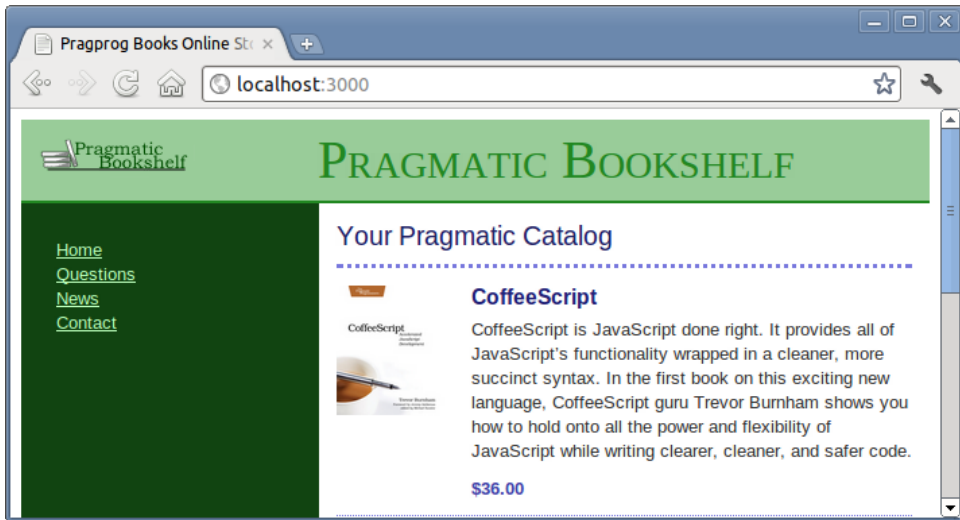 Pragprog Books Online Sto
localhost:3000
Pragmatic
Bookshelf
PRAGMATIC BOOKSHELF
Home
Questions
News
Contact
Your Pragmatic Catalog
CoffeeScript
CoffeeScript
Trevor Burnham
CoffeeScript is JavaScript done right. It provides all of
JavaScript’s functionality wrapped in a cleaner, more
succinct syntax. In the first book on this exciting new
language, CoffeeScript guru Trevor Burnham shows you
how to hold onto all the power and flexibility of
JavaScript while writing clearer, cleaner, and safer code.
$36.00